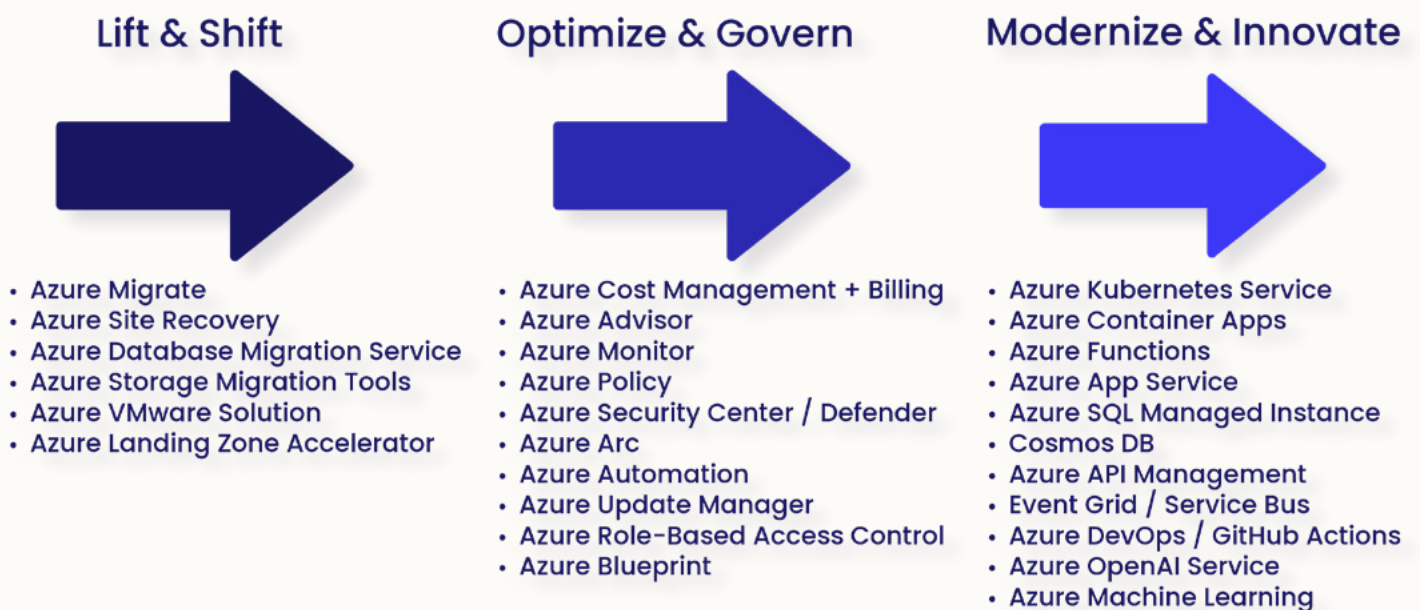 Lift & Shift
• Azure Migrate
• Azure Site Recovery
• Azure Database Migration Service
• Azure Storage Migration Tools
• Azure VMware Solution
• Azure Landing Zone Accelerator
Optimize & Govern
• Azure Cost Management + Billing
• Azure Advisor
• Azure Monitor
• Azure Policy
• Azure Security Center / Defender
• Azure Arc
• Azure Automation
• Azure Update Manager
• Azure Role-Based Access Control
• Azure Blueprint
Modernize & Innovate
• Azure Kubernetes Service
• Azure Container Apps
• Azure Functions
• Azure App Service
• Azure SQL Managed Instance
• Cosmos DB
• Azure API Management
• Event Grid / Service Bus
• Azure DevOps / GitHub Actions
• Azure OpenAI Service
• Azure Machine Learning